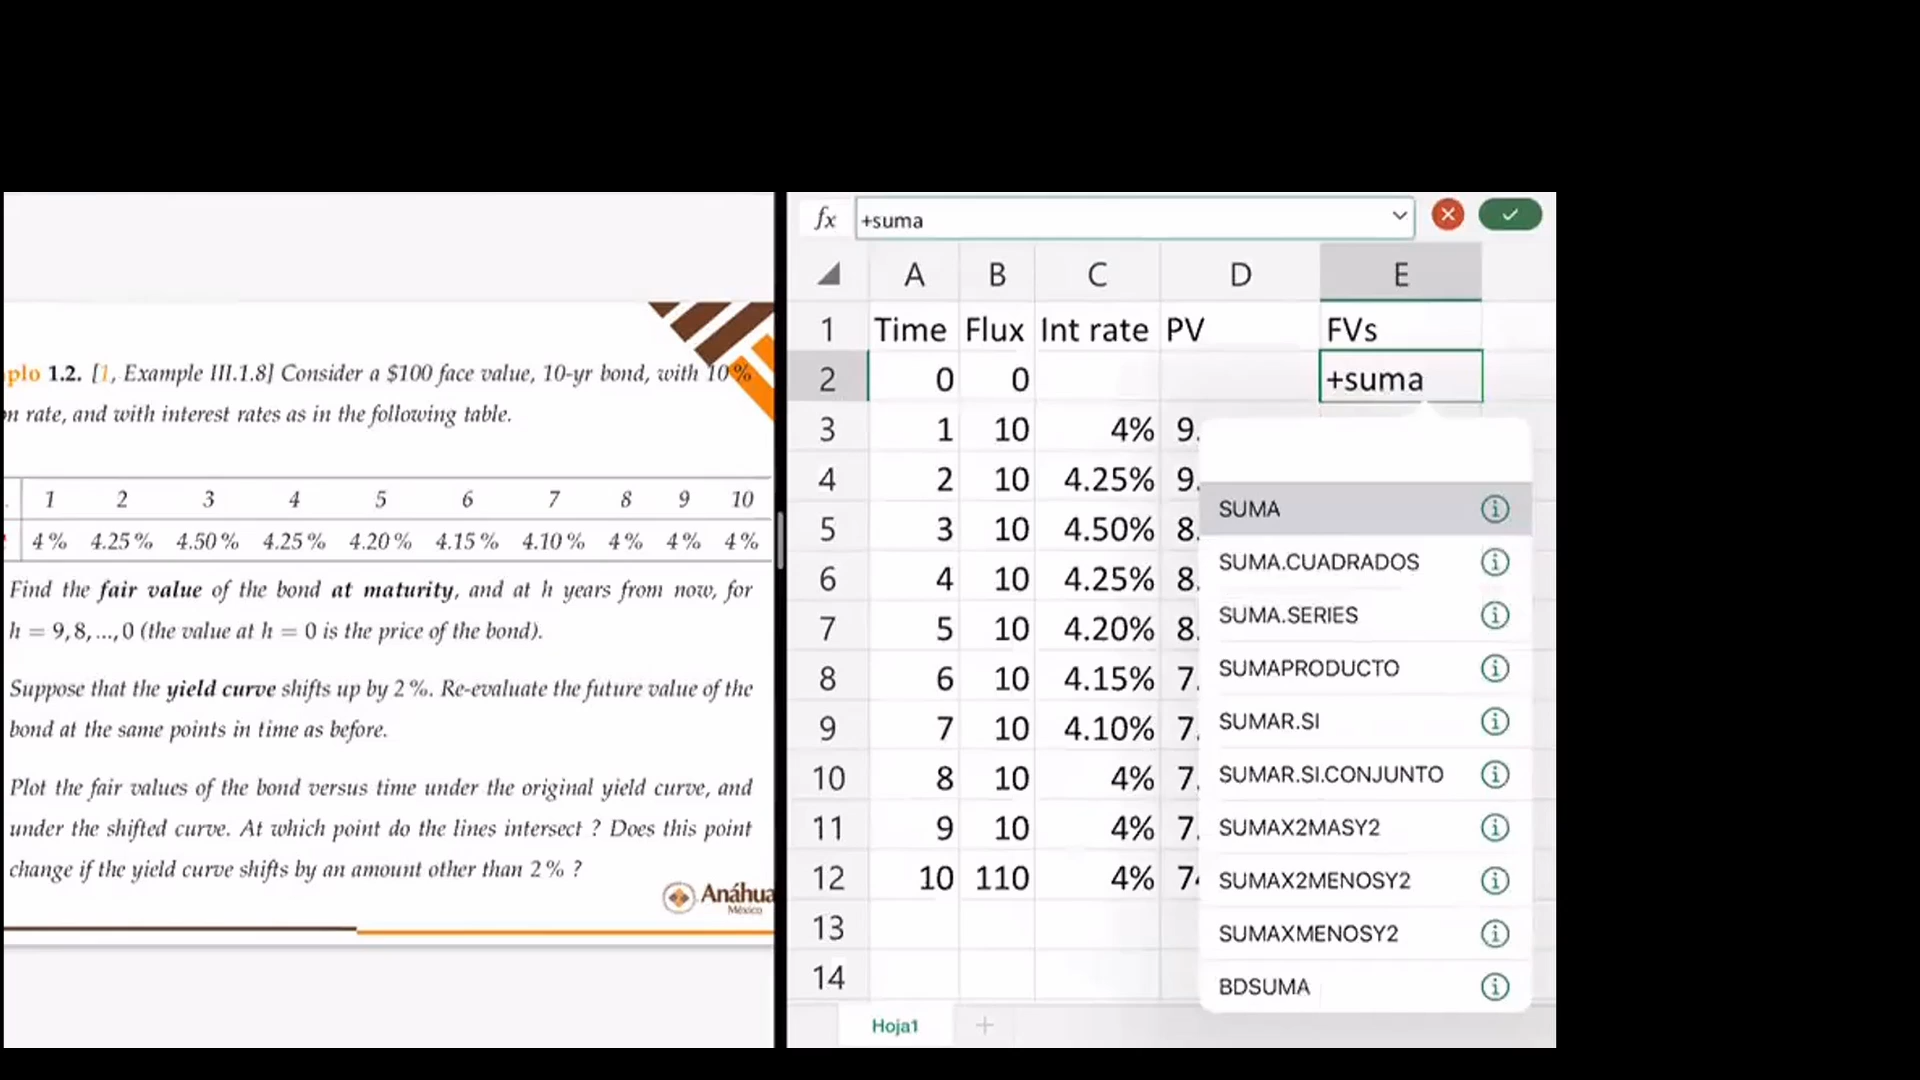 plo 1.2. [1, Example III.1.8] Consider a $100 face value, 10-yr bond, with 10 %
n rate, and with interest rates as in the following table.
1 2 3 4 5 6 7 8 9 10
4 % 4.25 % 4.50 % 4.25 % 4.20 % 4.15 % 4.10 % 4 % 4 % 4 %
Find the fair value of the bond at maturity, and at h years from now, for
h = 9, 8, ..., 0 (the value at h = 0 is the price of the bond).
Suppose that the yield curve shifts up by 2 %. Re-evaluate the future value of the
bond at the same points in time as before.
Plot the fair values of the bond versus time under the original yield curve, and
under the shifted curve. At which point do the lines intersect ? Does this point
change if the yield curve shifts by an amount other than 2 % ?
Anáhua
México
fx +suma
A B C D E
1 Time Flux Int rate PV FVs
2 0 0 +suma
3 1 10 4% 9.
4 2 10 4.25% 9.
5 3 10 4.50% 8.
6 4 10 4.25% 8.
7 5 10 4.20% 8.
8 6 10 4.15% 7.
9 7 10 4.10% 7.
10 8 10 4% 7.
11 9 10 4% 7.
12 10 110 4% 74
13
14
SUMA
SUMA.CUADRADOS
SUMA.SERIES
SUMAPRODUCTO
SUMAR.SI
SUMAR.SI.CONJUNTO
SUMAX2MASY2
SUMAX2MENOSY2
SUMAXMENOSY2
BDSUMA
Hoja1